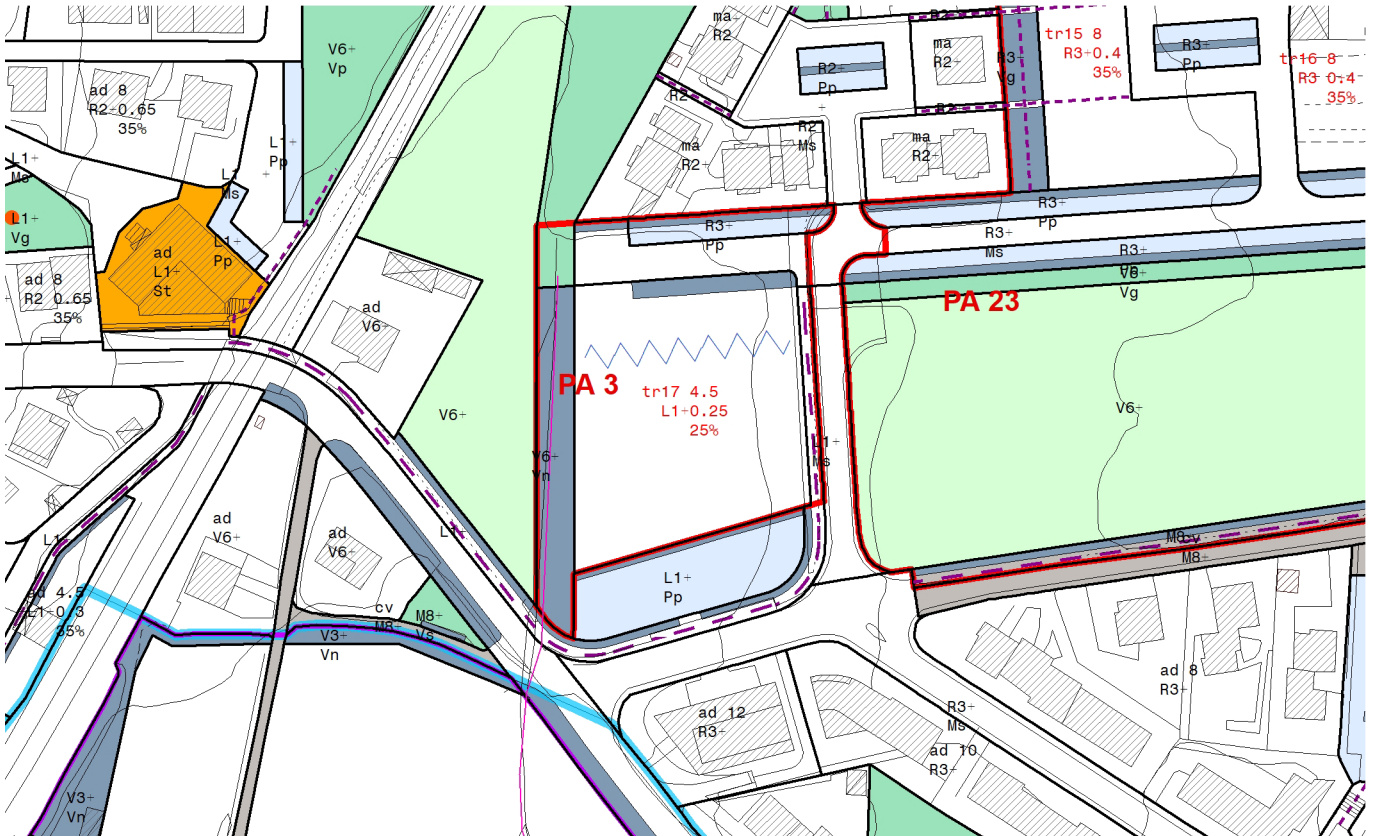 V6+
Vp
ad 8
R2+0.65
35%
L1+
Pp
L1+
Ms
L1
Ms
L1+
Vg
L1+
Pp
ad
L1+
St
ad 8
R2 0.65
35%
ad
V6+
V6+
ma
R2
R2
ma
R2+
R2+
Pp
R2
Ms
R2
ma
R2+
R2
ma
R2+
R3+
Vg
tr15 8
R3+0.4
35%
R3+
Pp
tr16 8
R3 0.4
35%
R3+
Pp
R3+
Pp
R3+
Ms
R3+
V6+
Vg
PA 23
PA 3
tr17 4.5
L1+0.25
25%
V6+
V6+
Vn
L1+
Ms
L1+
Pp
M8+
M8+
L1
ad
V6+
ad
V6+
L1+
ad 4.5
L1+0.3
35%
cv
M8+
M8+
Vs
V3+
Vn
V3+
Vn
ad 12
R3+
R3+
Ms
ad 10
R3+
ad 8
R3+